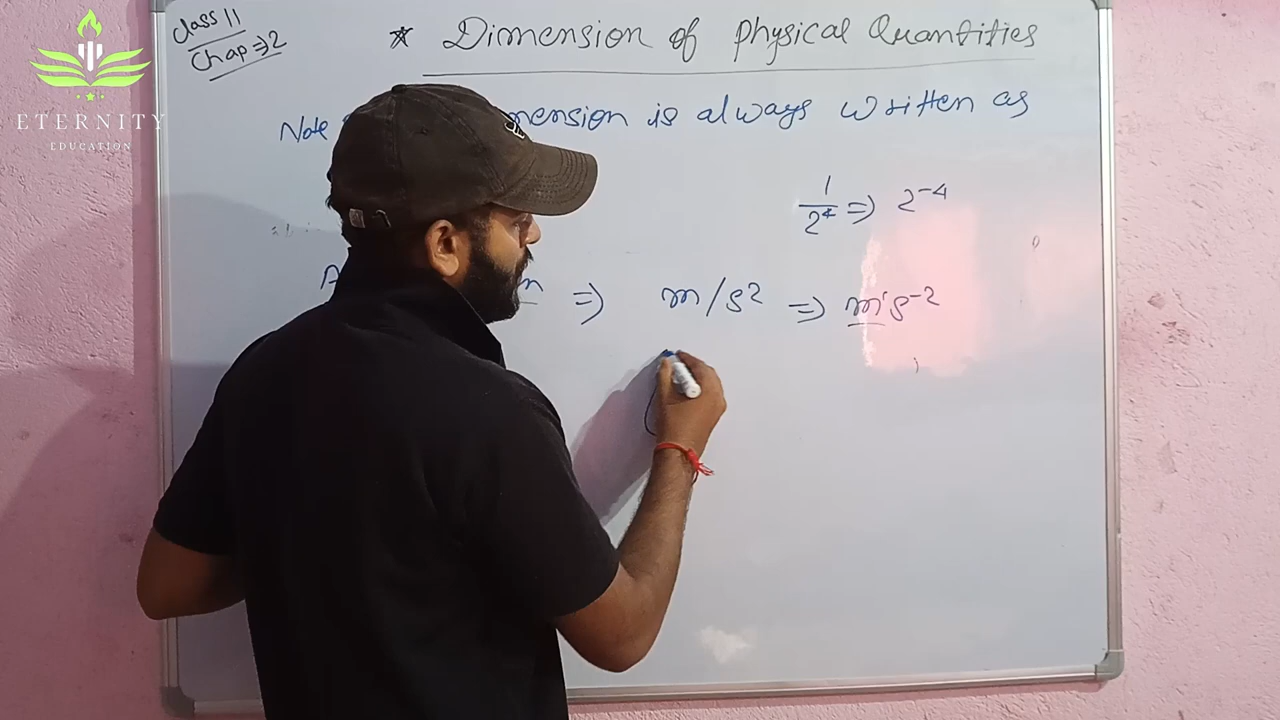 Class 11
Chap ⇒ 2
* Dimension of Physical Quantities
ETERNITY
EDUCATION
Note mension is always written as
1/2⁴ ⇒ 2⁻⁴
A n ⇒ m/s² ⇒ m¹s⁻²